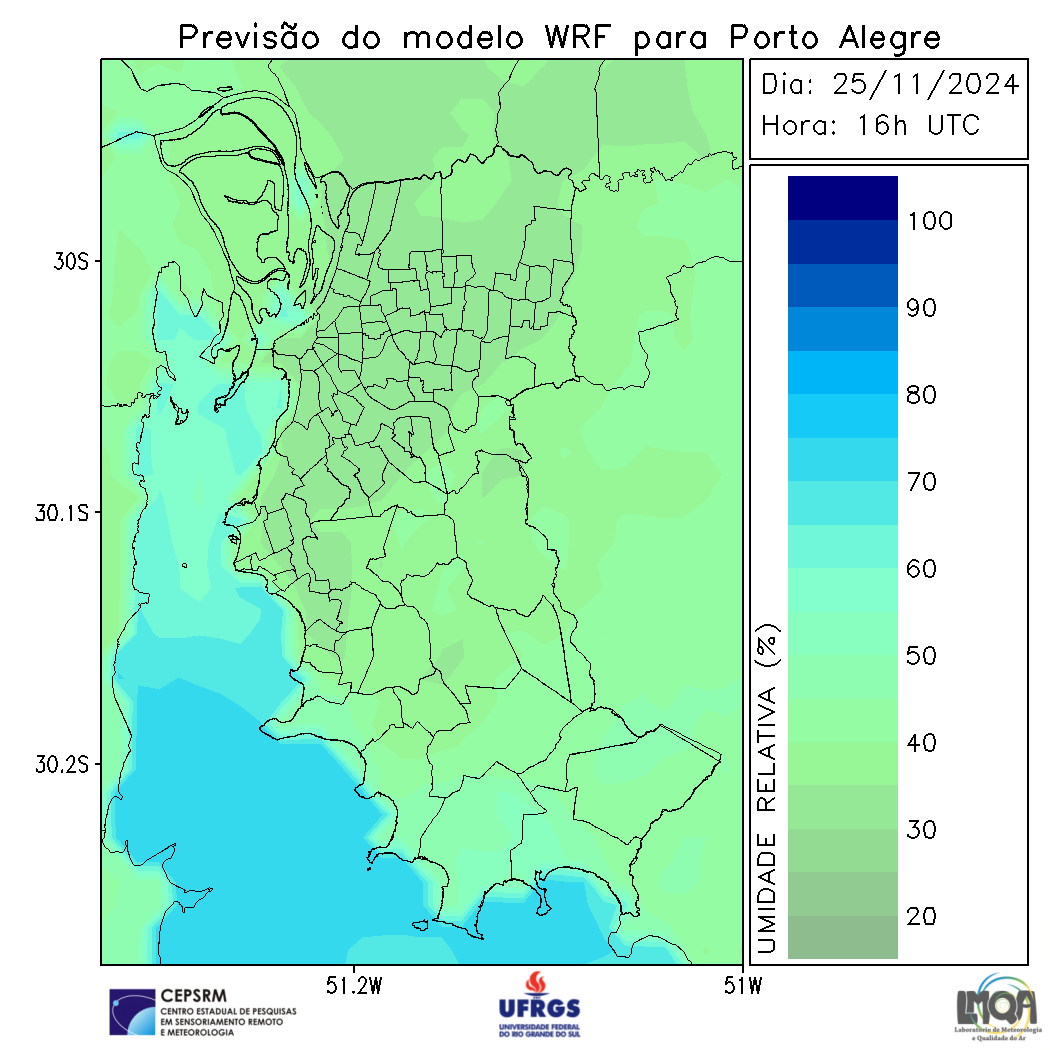 Previsão do modelo WRF para Porto Alegre
Dia: 25/11/2024
Hora: 16h UTC
100
90
80
70
60
50
40
30
20
UMIDADE RELATIVA (%)
30S
30.1S
30.2S
51.2W
51W
CEPSRM
CENTRO ESTADUAL DE PESQUISAS
EM SENSORIAMENTO REMOTO
E METEOROLOGIA
UFRGS
UNIVERSIDADE FEDERAL
DO RIO GRANDE DO SUL
LMQA
Laboratório de Meteorologia
e Qualidade do Ar